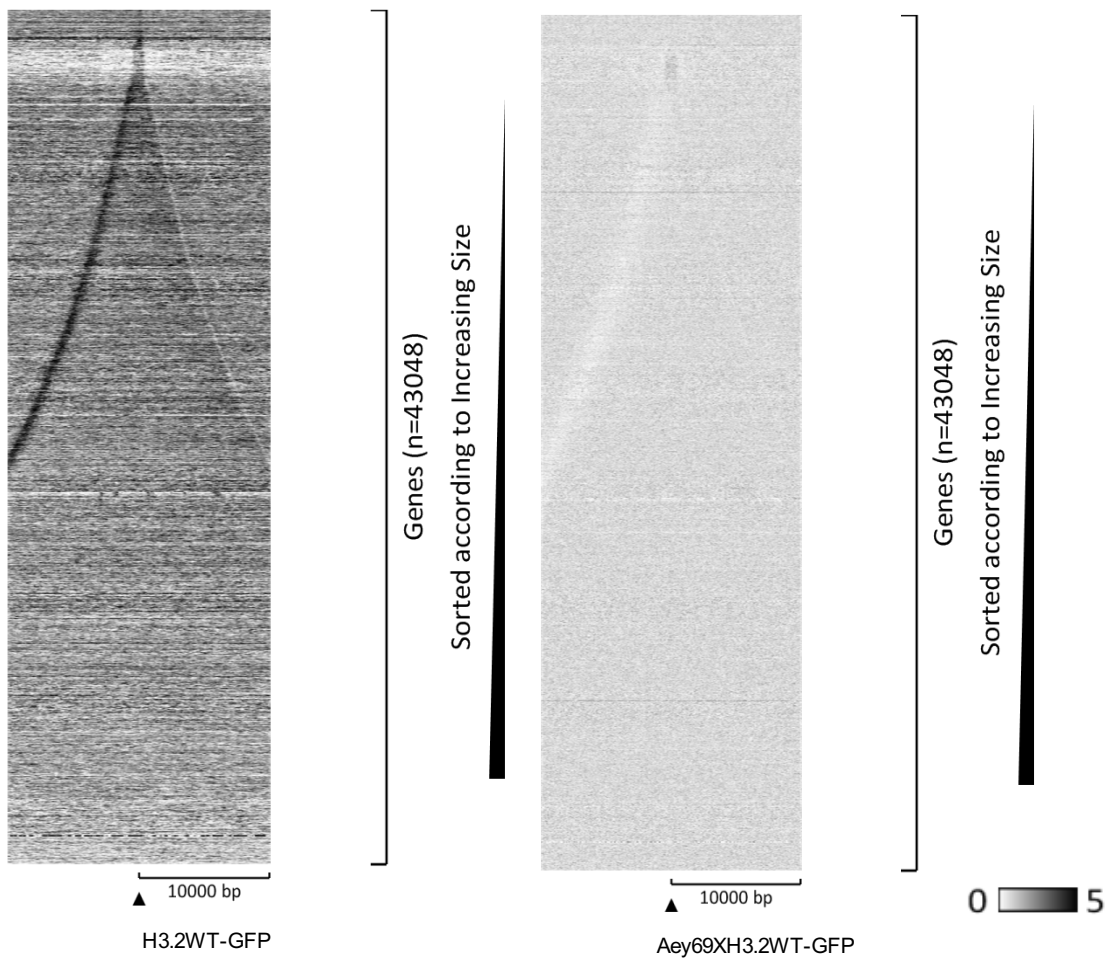 Genes (n=43048)
Sorted according to Increasing Size
10000 bp
H3.2WT-GFP
Genes (n=43048)
Sorted according to Increasing Size
10000 bp
Aey69XH3.2WT-GFP
0 5